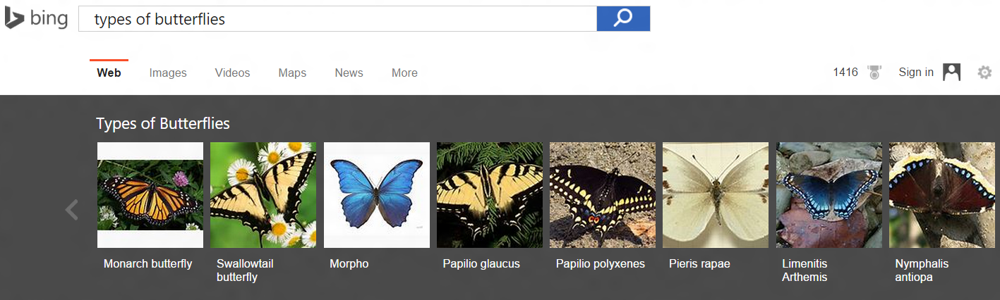 bing
types of butterflies
Web Images Videos Maps News More
1416 Sign in
Types of Butterflies
Monarch butterfly
Swallowtail
butterfly
Morpho
Papilio glaucus
Papilio polyxenes
Pieris rapae
Limenitis
Arthemis
Nymphalis
antiopa